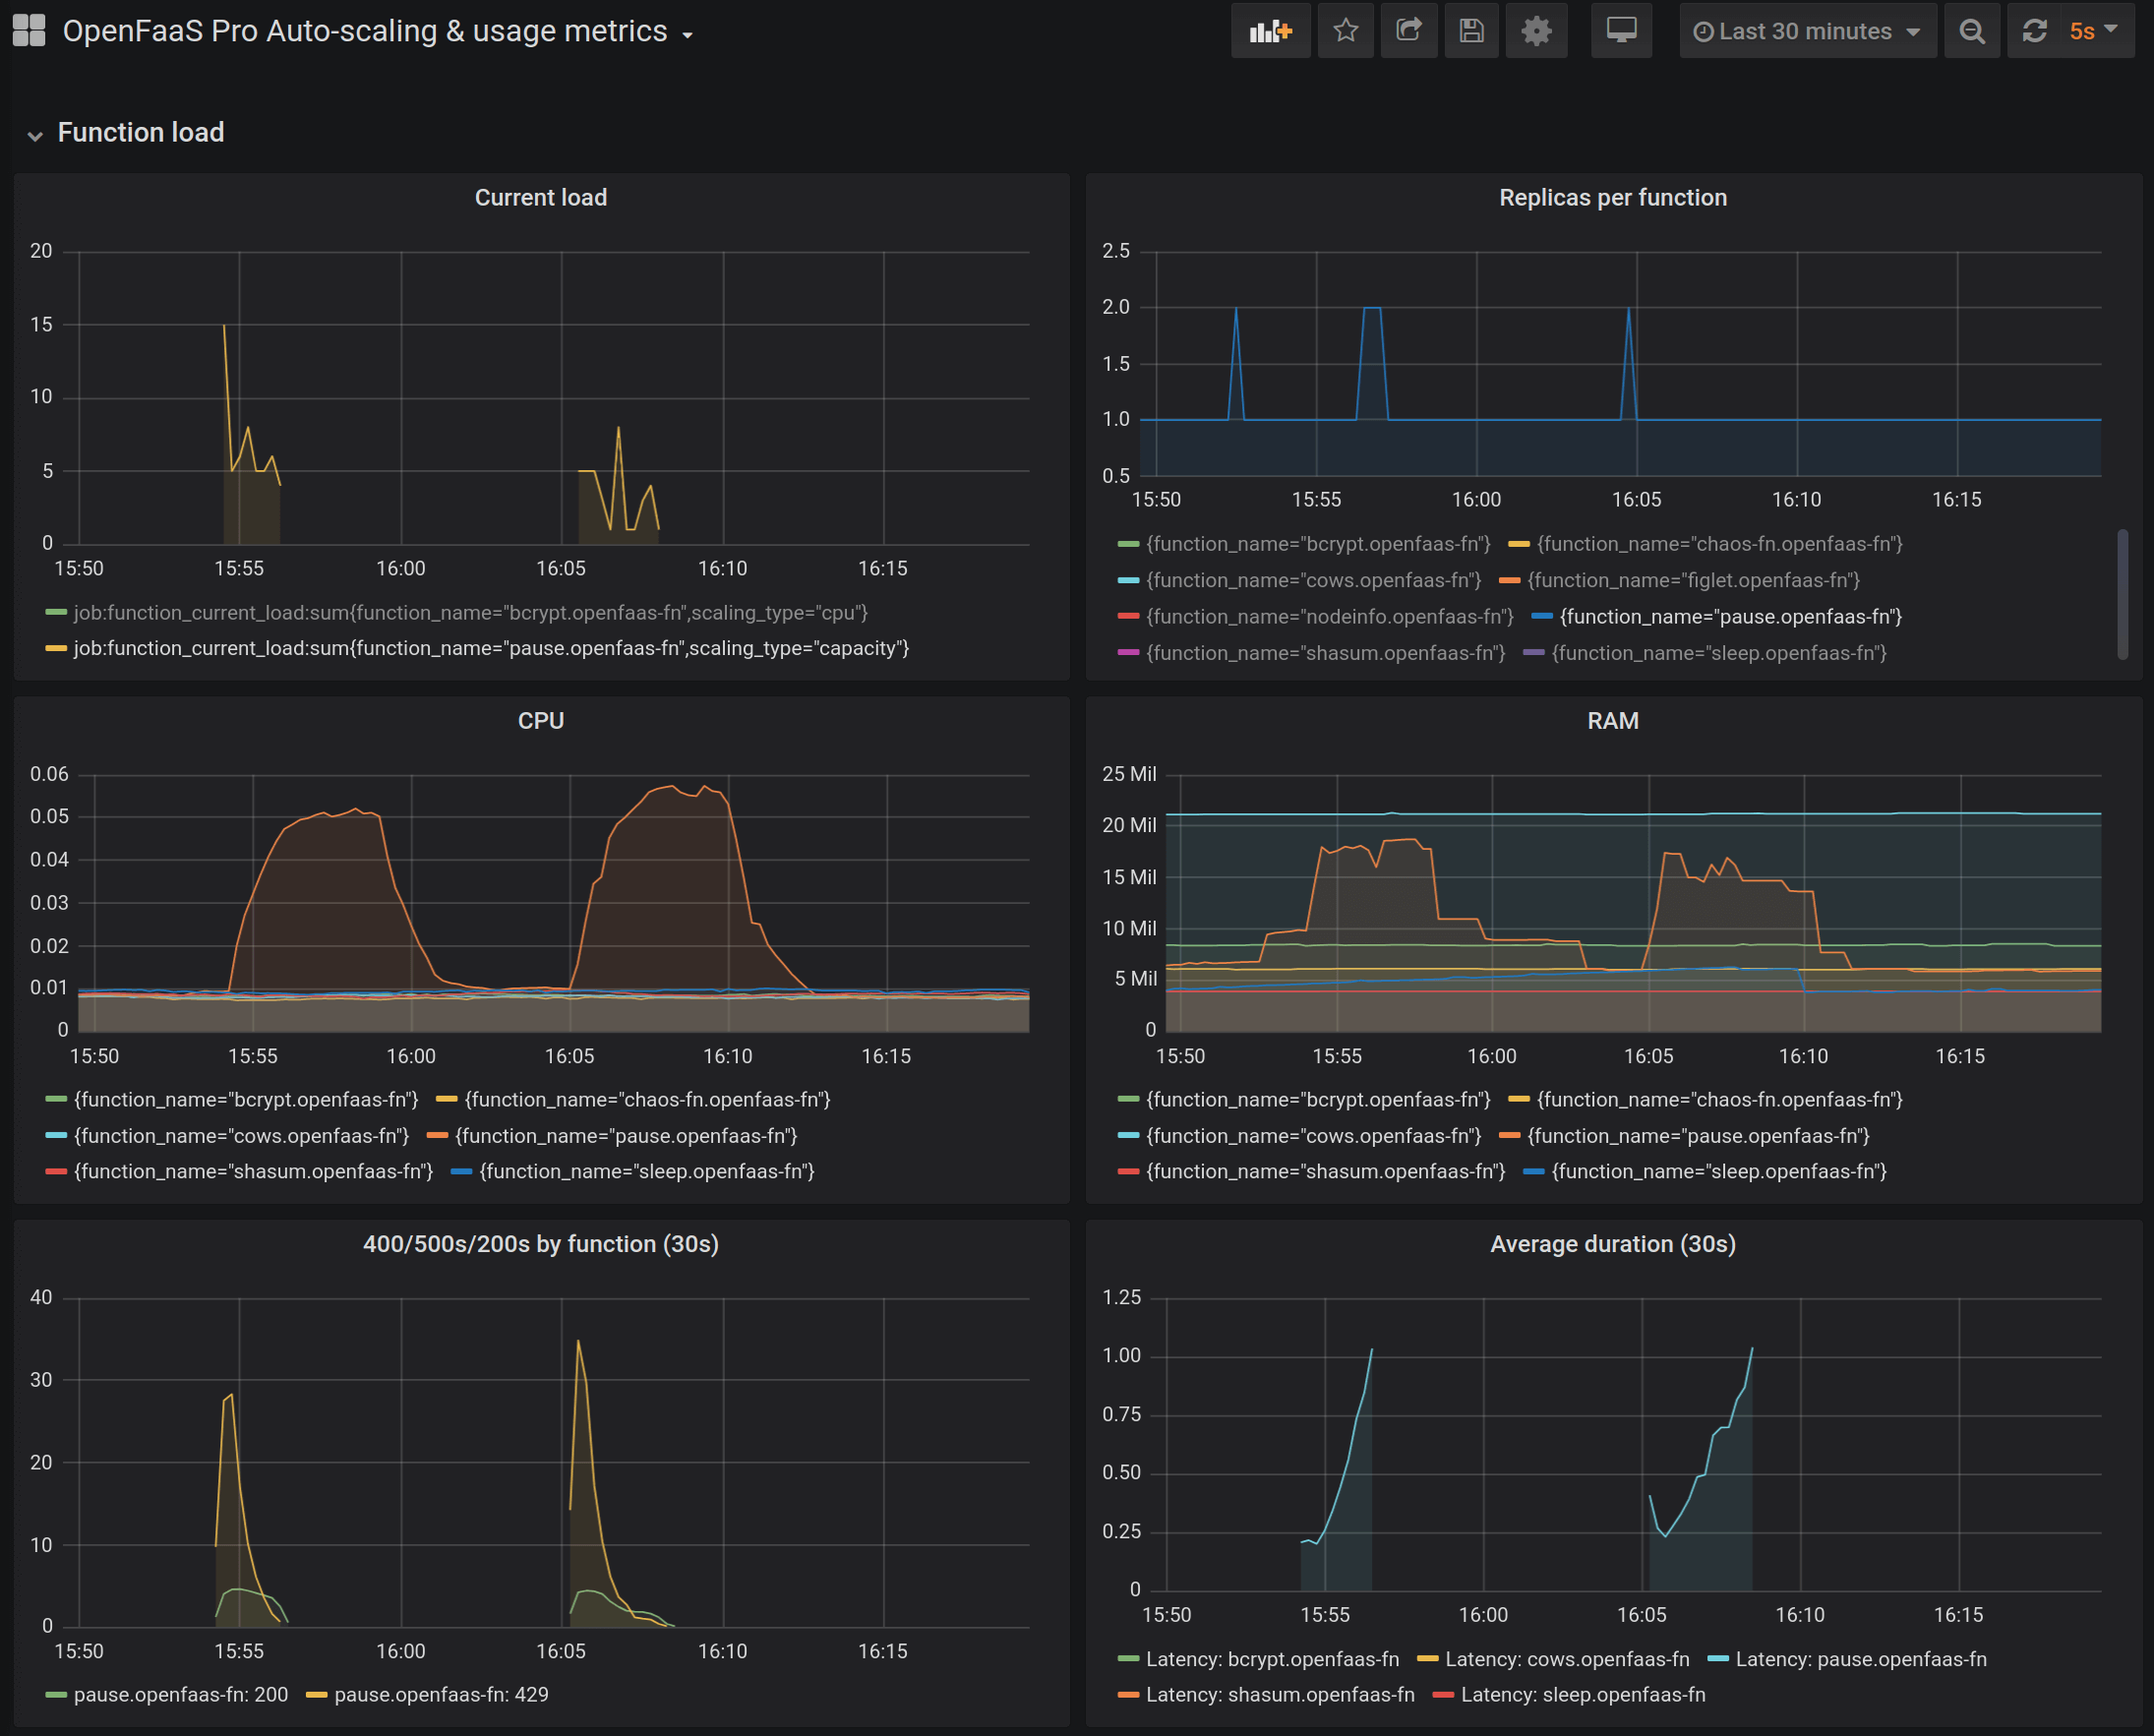 OpenFaaS Pro Auto-scaling & usage metrics
Last 30 minutes
5s
Function load
Current load
20
15
10
5
0
15:50 15:55 16:00 16:05 16:10 16:15
job:function_current_load:sum{function_name="bcrypt.openfaas-fn",scaling_type="cpu"}
job:function_current_load:sum{function_name="pause.openfaas-fn",scaling_type="capacity"}
Replicas per function
2.5
2.0
1.5
1.0
0.5
15:50 15:55 16:00 16:05 16:10 16:15
{function_name="bcrypt.openfaas-fn"} {function_name="chaos-fn.openfaas-fn"}
{function_name="cows.openfaas-fn"} {function_name="figlet.openfaas-fn"}
{function_name="nodeinfo.openfaas-fn"} {function_name="pause.openfaas-fn"}
{function_name="shasum.openfaas-fn"} {function_name="sleep.openfaas-fn"}
CPU
0.06
0.05
0.04
0.03
0.02
0.01
0
15:50 15:55 16:00 16:05 16:10 16:15
{function_name="bcrypt.openfaas-fn"} {function_name="chaos-fn.openfaas-fn"}
{function_name="cows.openfaas-fn"} {function_name="pause.openfaas-fn"}
{function_name="shasum.openfaas-fn"} {function_name="sleep.openfaas-fn"}
RAM
25 Mil
20 Mil
15 Mil
10 Mil
5 Mil
0
15:50 15:55 16:00 16:05 16:10 16:15
{function_name="bcrypt.openfaas-fn"} {function_name="chaos-fn.openfaas-fn"}
{function_name="cows.openfaas-fn"} {function_name="pause.openfaas-fn"}
{function_name="shasum.openfaas-fn"} {function_name="sleep.openfaas-fn"}
400/500s/200s by function (30s)
40
30
20
10
0
15:50 15:55 16:00 16:05 16:10 16:15
pause.openfaas-fn: 200 pause.openfaas-fn: 429
Average duration (30s)
1.25
1.00
0.75
0.50
0.25
0
15:50 15:55 16:00 16:05 16:10 16:15
Latency: bcrypt.openfaas-fn Latency: cows.openfaas-fn Latency: pause.openfaas-fn
Latency: shasum.openfaas-fn Latency: sleep.openfaas-fn